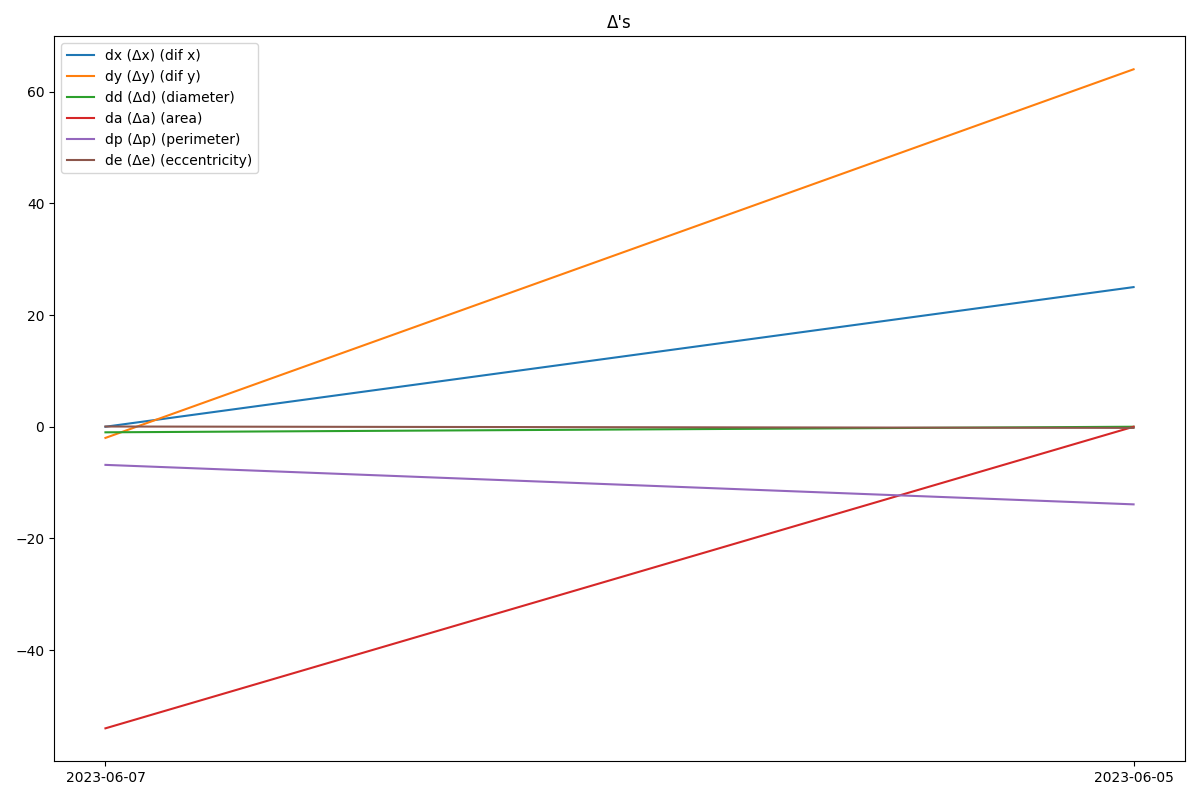 Δ's
dx (Δx) (dif x)
dy (Δy) (dif y)
dd (Δd) (diameter)
da (Δa) (area)
dp (Δp) (perimeter)
de (Δe) (eccentricity)
60
40
20
0
−20
−40
2023-06-07 2023-06-05